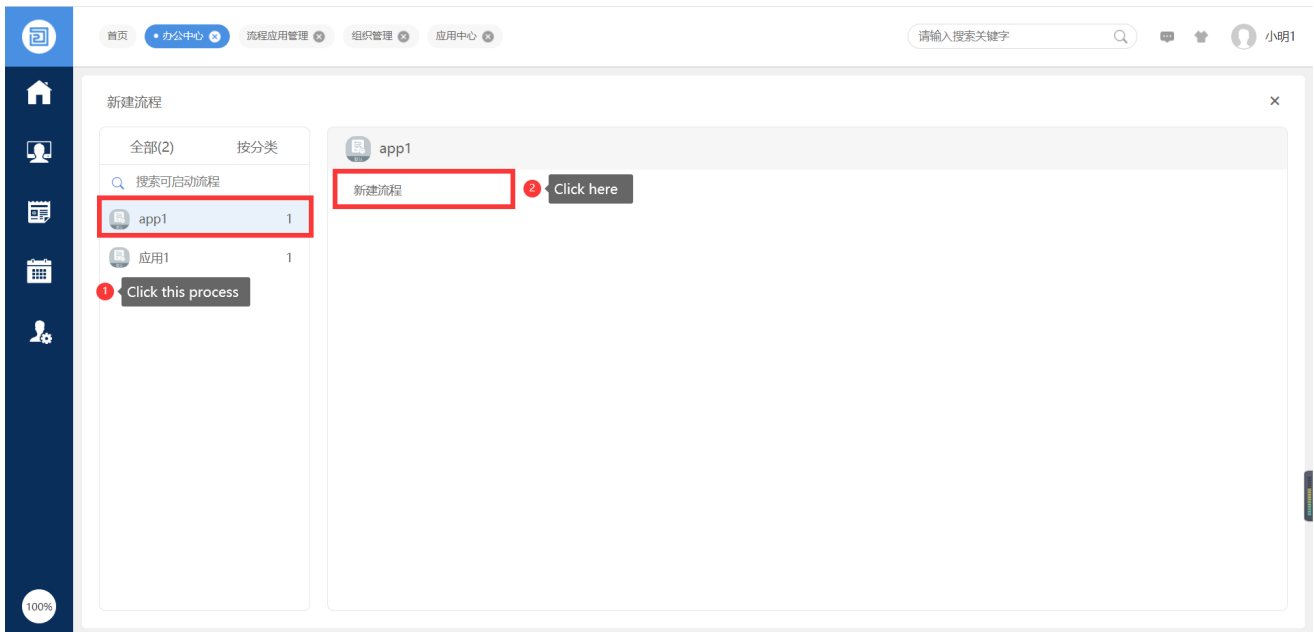 首页
办公中心
流程应用管理
组织管理
应用中心
请输入搜索关键字
小明1
新建流程
全部(2)
按分类
搜索可启动流程
app1 1
应用1 1
1 Click this process
app1
新建流程
2 Click here
100%